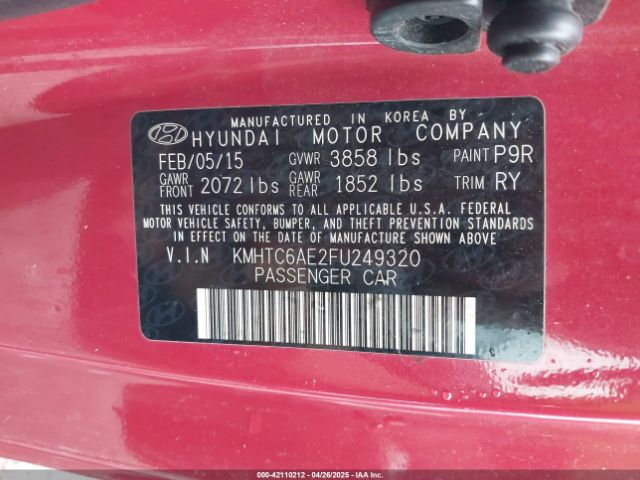 MANUFACTURED IN KOREA BY
HYUNDAI MOTOR COMPANY
FEB/05/15 GVWR 3858 lbs PAINT P9R
GAWR FRONT 2072 lbs GAWR REAR 1852 lbs TRIM RY
THIS VEHICLE CONFORMS TO ALL APPLICABLE U.S.A. FEDERAL
MOTOR VEHICLE SAFETY, BUMPER, AND THEFT PREVENTION
STANDARDS IN EFFECT ON THE DATE OF
MANUFACTURE SHOWN ABOVE.
V.I.N KMHTC6AE2FU249320
PASSENGER CAR
000-42110212 - 04/26/2025 - IAAI.COM